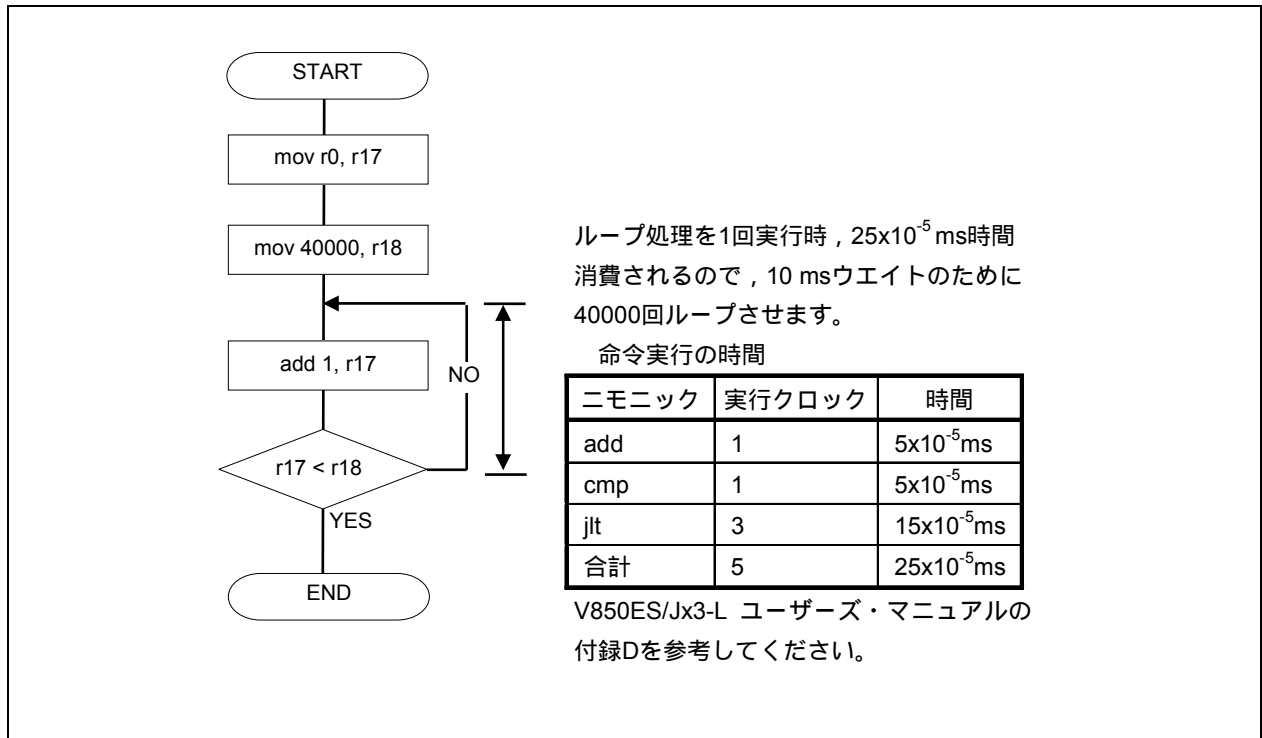 START
mov r0, r17
mov 40000, r18
add 1, r17
NO
r17 < r18
YES
END
ループ処理を1回実行時，25x10⁻⁵ms時間
消費されるので，10 msウエイトのために
40000回ループさせます。
命令実行の時間
ニモニック 実行クロック 時間
add 1 5x10⁻⁵ms
cmp 1 5x10⁻⁵ms
jlt 3 15x10⁻⁵ms
合計 5 25x10⁻⁵ms
V850ES/Jx3-L ユーザーズ・マニュアルの
付録Dを参考してください。